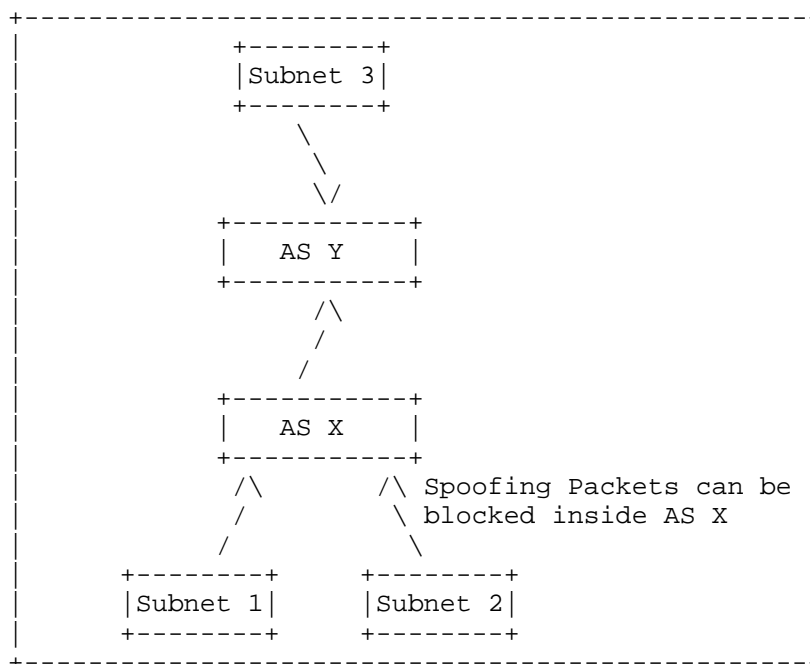 Subnet 3
AS Y
AS X
Spoofing Packets can be
blocked inside AS X
Subnet 1
Subnet 2